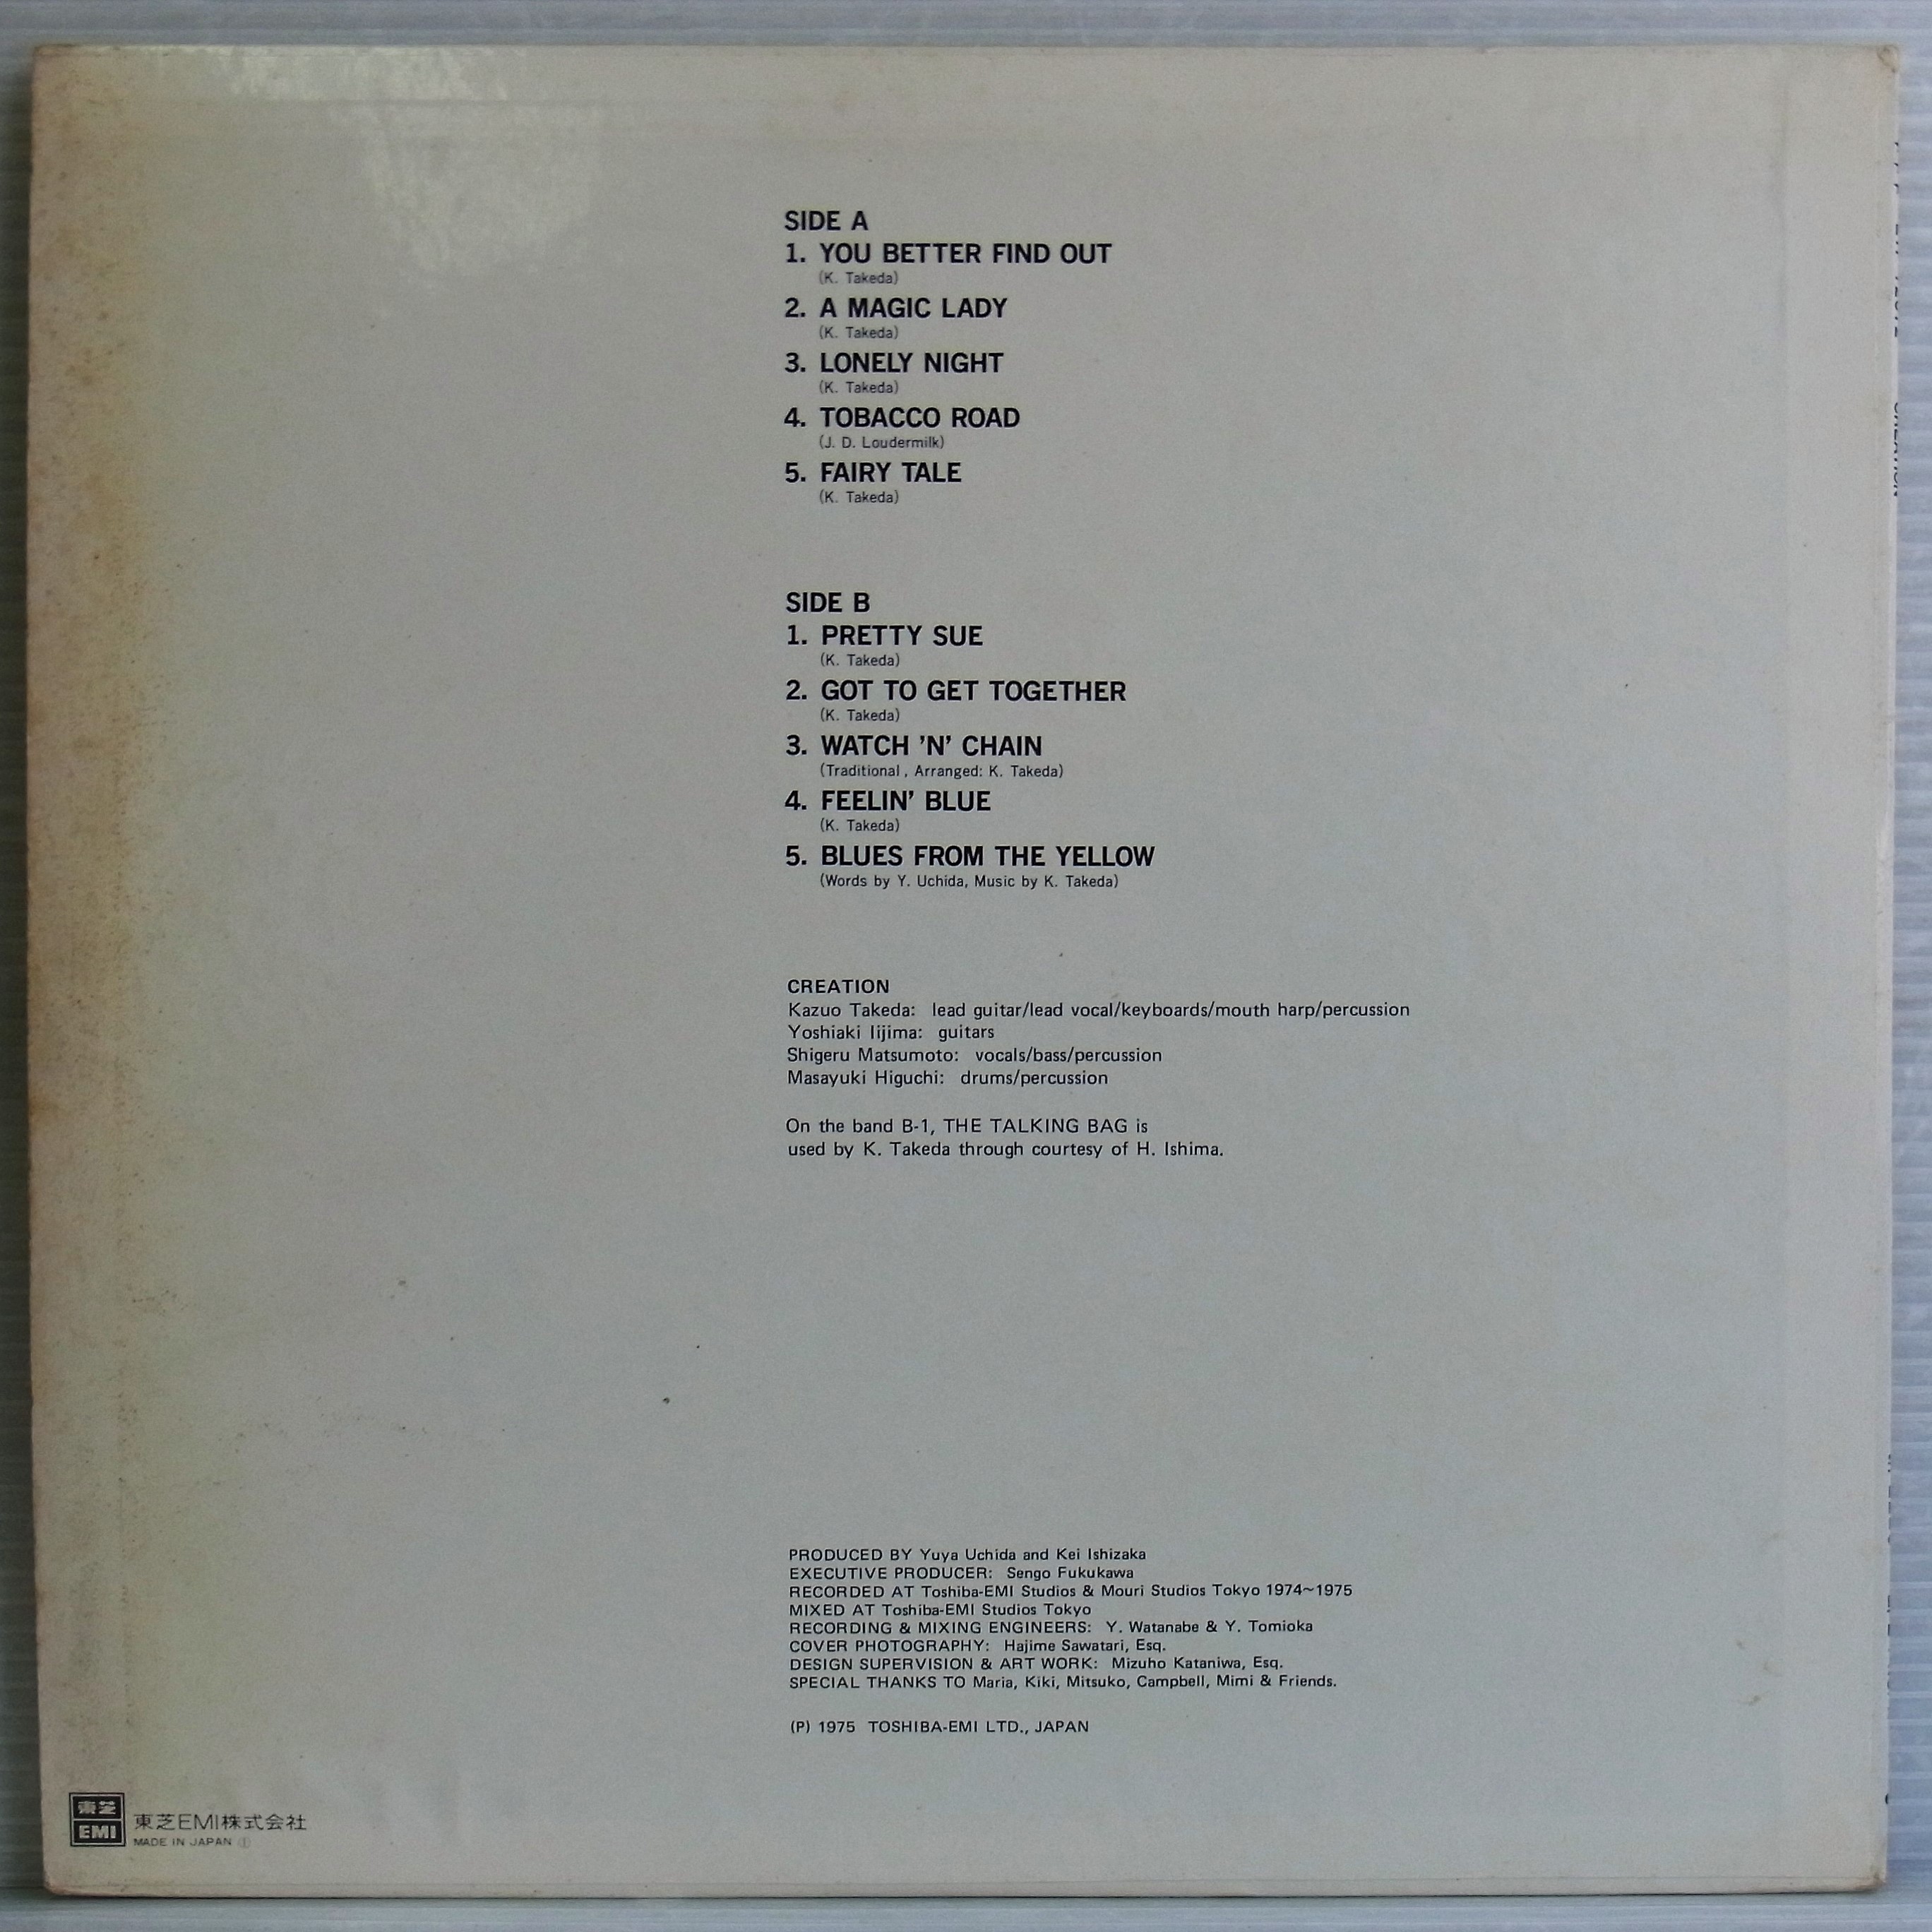 SIDE A
1. YOU BETTER FIND OUT
(K. Takeda)
2. A MAGIC LADY
(K. Takeda)
3. LONELY NIGHT
(K. Takeda)
4. TOBACCO ROAD
(J. D. Loudermilk)
5. FAIRY TALE
(K. Takeda)
SIDE B
1. PRETTY SUE
(K. Takeda)
2. GOT TO GET TOGETHER
(K. Takeda)
3. WATCH 'N' CHAIN
(Traditional, Arranged: K. Takeda)
4. FEELIN' BLUE
(K. Takeda)
5. BLUES FROM THE YELLOW
(Words by Y. Uchida, Music by K. Takeda)
CREATION
Kazuo Takeda: lead guitar/lead vocal/keyboards/mouth harp/percussion
Yoshiaki Iijima: guitars
Shigeru Matsumoto: vocals/bass/percussion
Masayuki Higuchi: drums/percussion
On the band B-1, THE TALKING BAG is
used by K. Takeda through courtesy of H. Ishima.
PRODUCED BY Yuya Uchida and Kei Ishizaka
EXECUTIVE PRODUCER: Sengo Fukukawa
RECORDED AT Toshiba-EMI Studios & Mouri Studios Tokyo 1974~1975
MIXED AT Toshiba-EMI Studios Tokyo
RECORDING & MIXING ENGINEERS: Y. Watanabe & Y. Tomioka
COVER PHOTOGRAPHY: Hajime Sawatari, Esq.
DESIGN SUPERVISION & ART WORK: Mizuho Kataniwa, Esq.
SPECIAL THANKS TO Maria, Kiki, Mitsuko, Campbell, Mimi & Friends.
(P) 1975 TOSHIBA-EMI LTD., JAPAN
東芝
EMI
東芝EMI株式会社
MADE IN JAPAN Ⓘ
CREATION